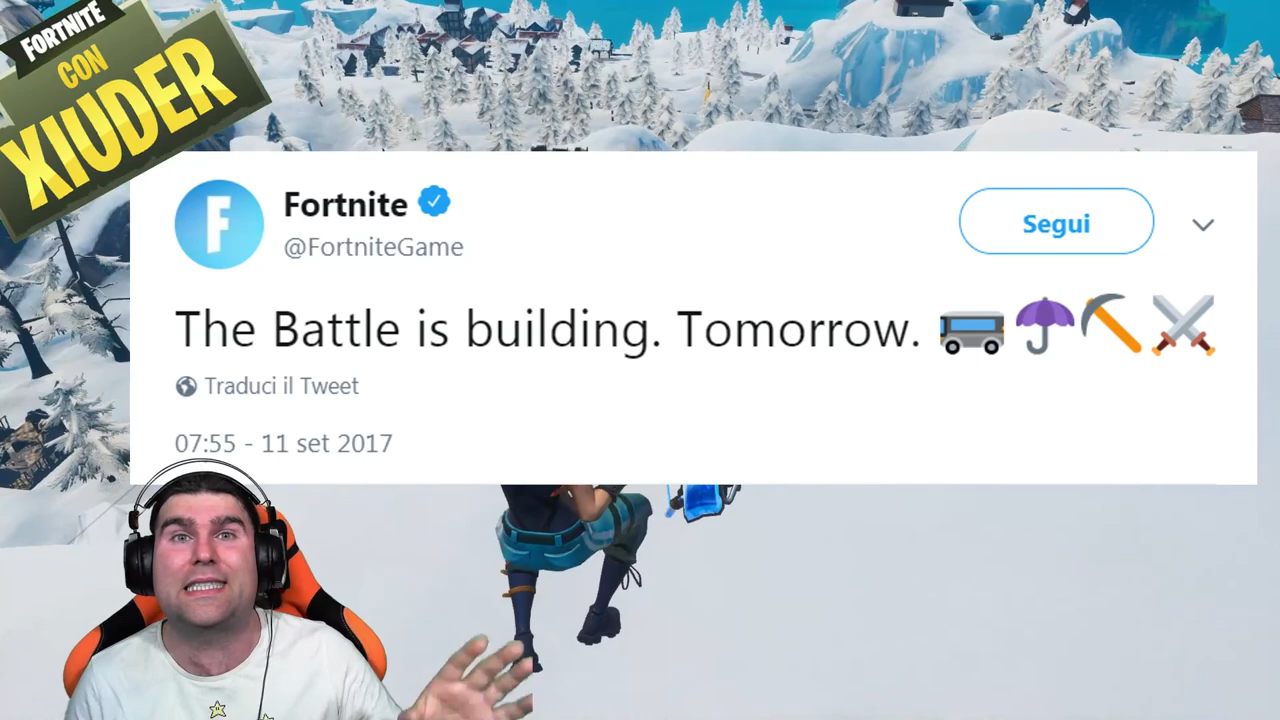 FORTNITE
CON
XIUDER
Fortnite
@FortniteGame
Segui
The Battle is building. Tomorrow.
Traduci il Tweet
07:55 - 11 set 2017